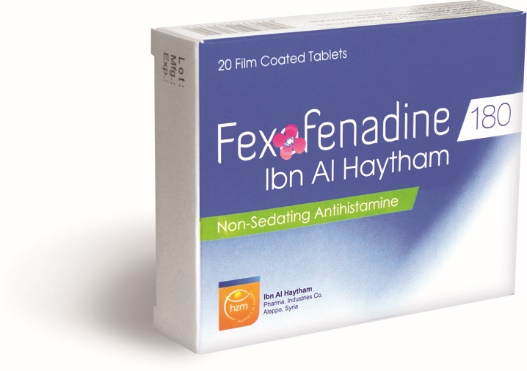 20 Film Coated Tablets
Fexofenadine 180
Ibn Al Haytham
Non-Sedating Antihistamine
hzm
Ibn Al Haytham
Pharma. Industries Co.
Aleppo, Syria
Lot:
Mfg.:
Exp.: